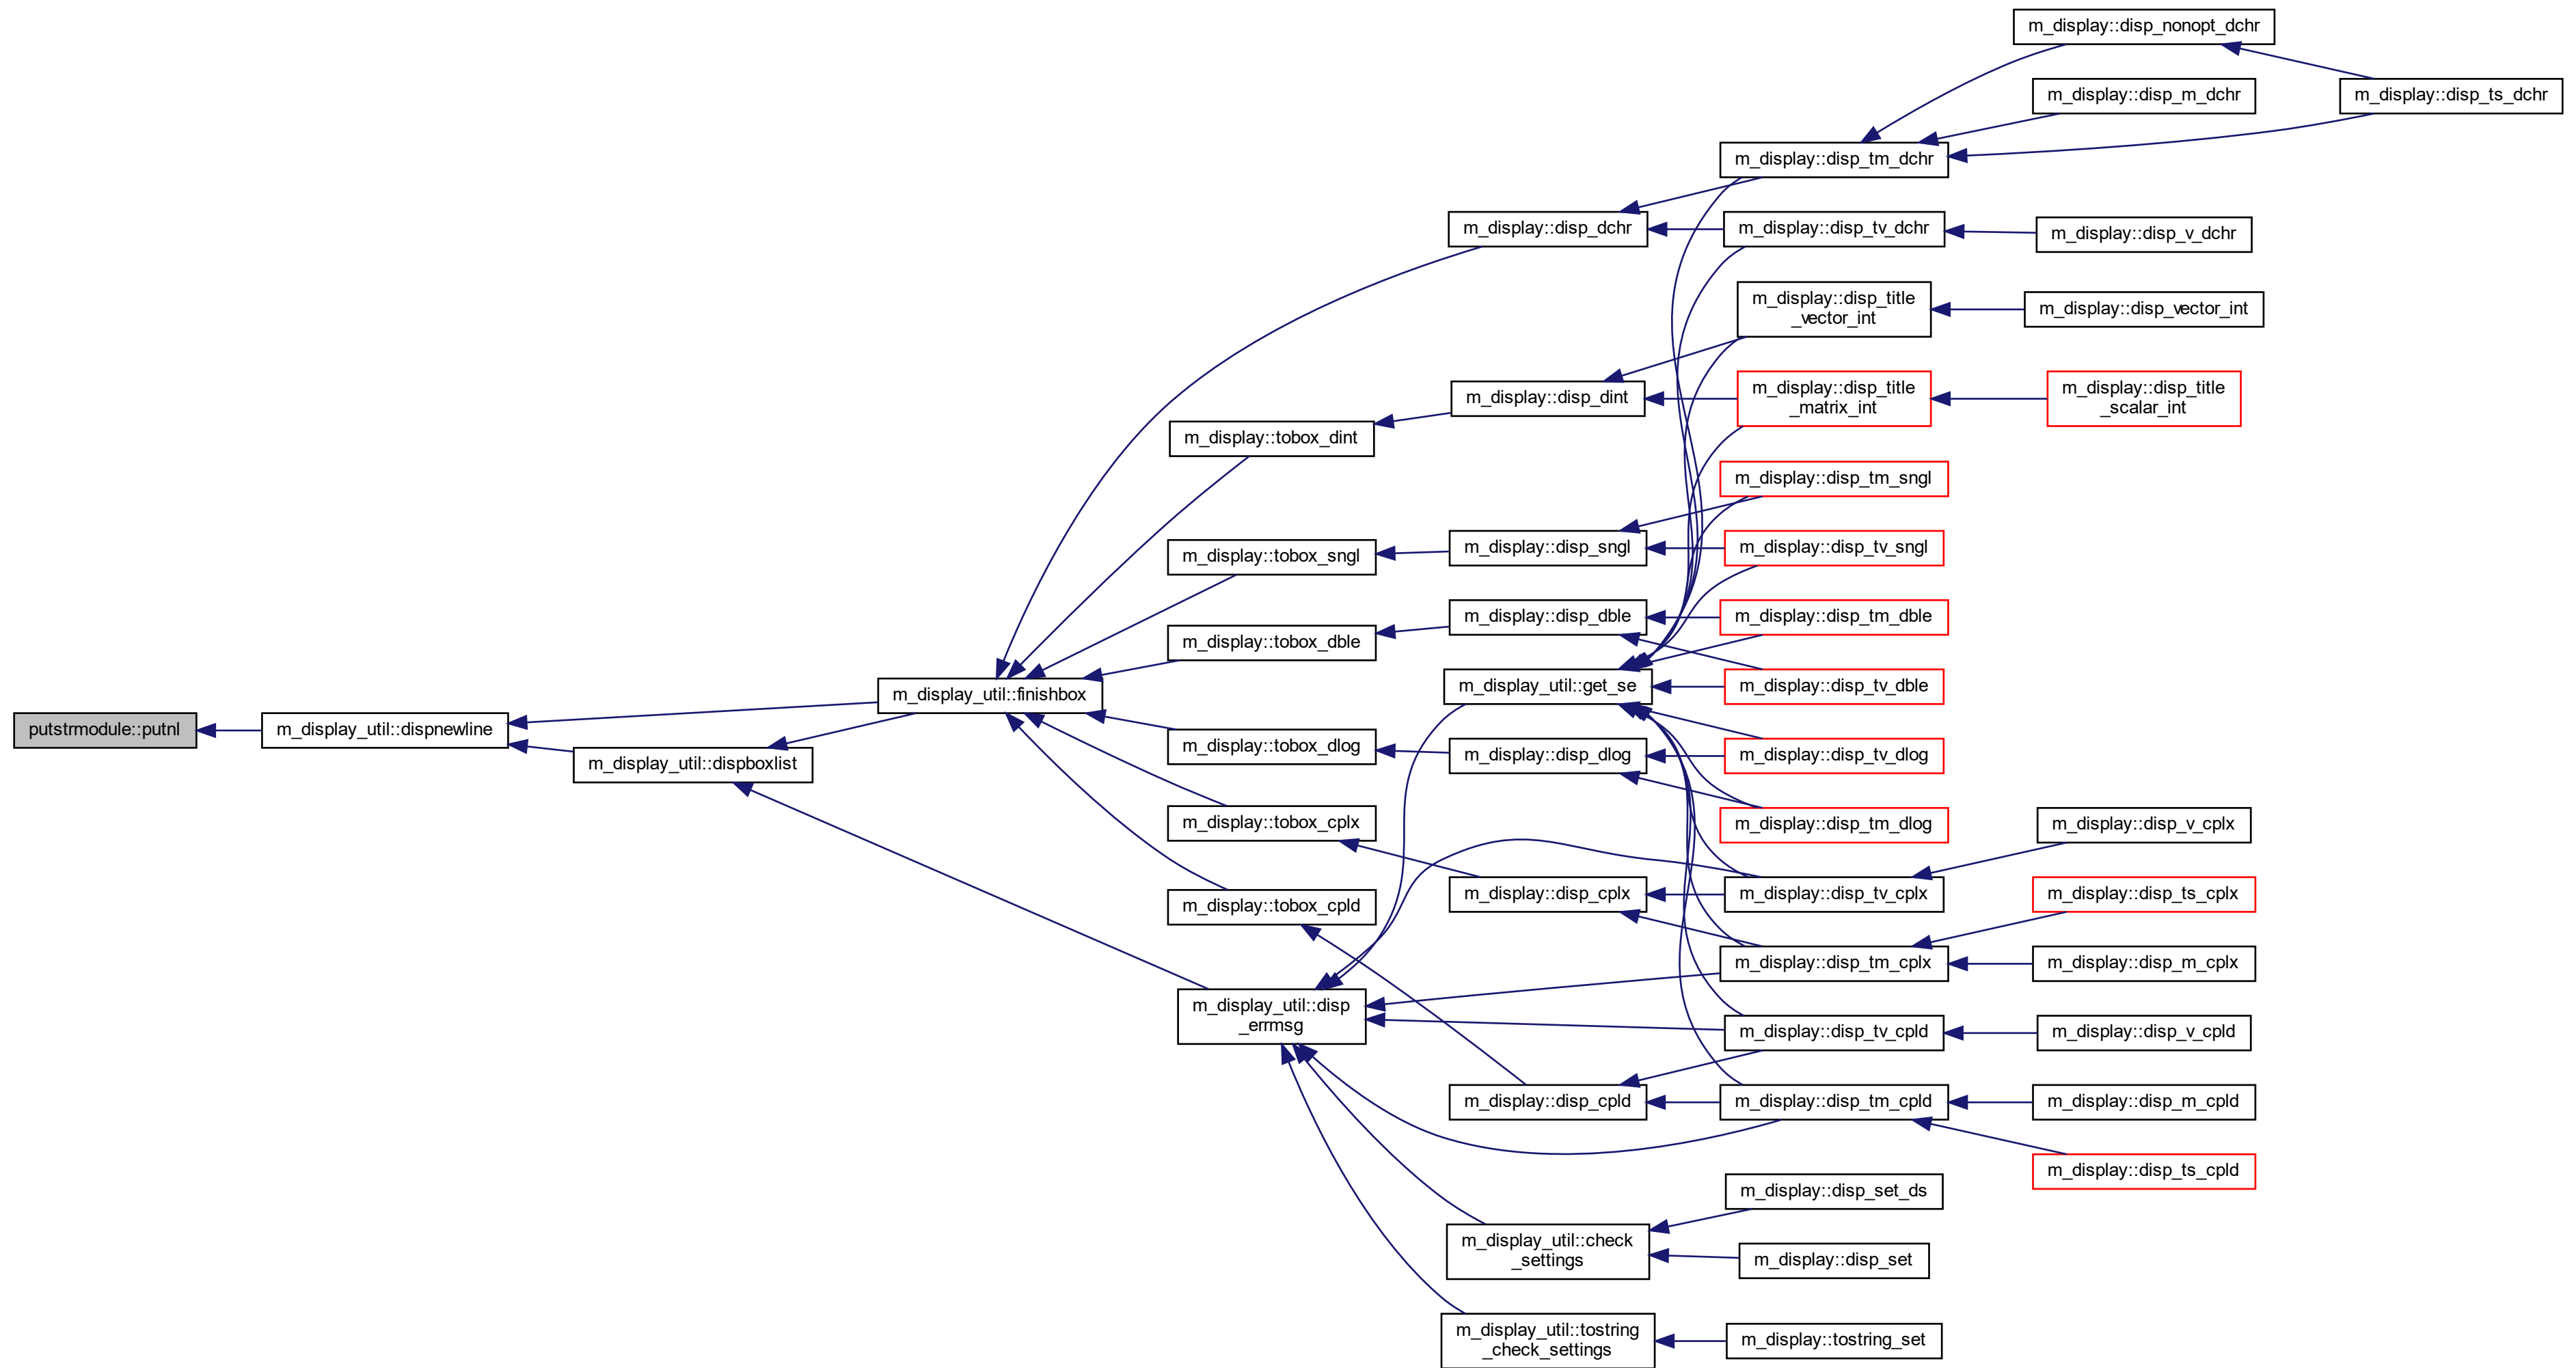 putstrmodule::putnl
m_display_util::dispnewline
m_display_util::dispboxlist
m_display_util::finishbox
m_display_util::disp
_errmsg
m_display::tobox_dint
m_display::tobox_sngl
m_display::tobox_dble
m_display::tobox_dlog
m_display::tobox_cplx
m_display::tobox_cpld
m_display::disp_dchr
m_display::disp_dint
m_display::disp_sngl
m_display::disp_dble
m_display_util::get_se
m_display::disp_dlog
m_display::disp_cplx
m_display::disp_cpld
m_display_util::check
_settings
m_display_util::tostring
_check_settings
m_display::disp_tm_dchr
m_display::disp_tv_dchr
m_display::disp_title
_vector_int
m_display::disp_title
_matrix_int
m_display::disp_tm_sngl
m_display::disp_tv_sngl
m_display::disp_tm_dble
m_display::disp_tv_dble
m_display::disp_tv_dlog
m_display::disp_tm_dlog
m_display::disp_tv_cplx
m_display::disp_tm_cplx
m_display::disp_tv_cpld
m_display::disp_tm_cpld
m_display::disp_set_ds
m_display::disp_set
m_display::tostring_set
m_display::disp_nonopt_dchr
m_display::disp_m_dchr
m_display::disp_v_dchr
m_display::disp_vector_int
m_display::disp_title
_scalar_int
m_display::disp_v_cplx
m_display::disp_ts_cplx
m_display::disp_m_cplx
m_display::disp_v_cpld
m_display::disp_m_cpld
m_display::disp_ts_cpld
m_display::disp_ts_dchr